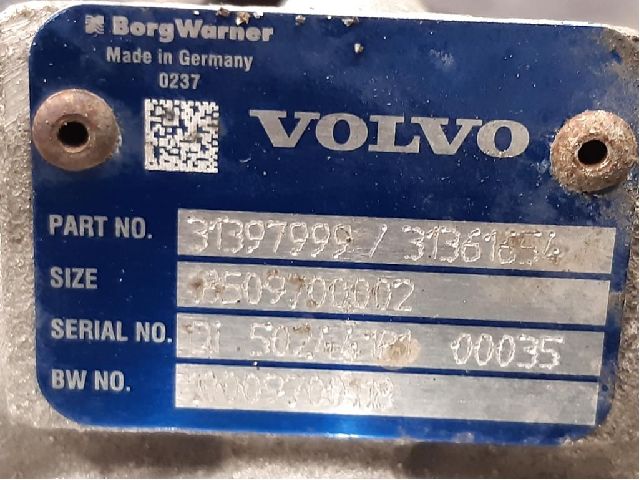 BorgWarner
Made in Germany
0237
VOLVO
PART NO. 31397999 / 31361654
SIZE
SERIAL NO. 00035
BW NO.